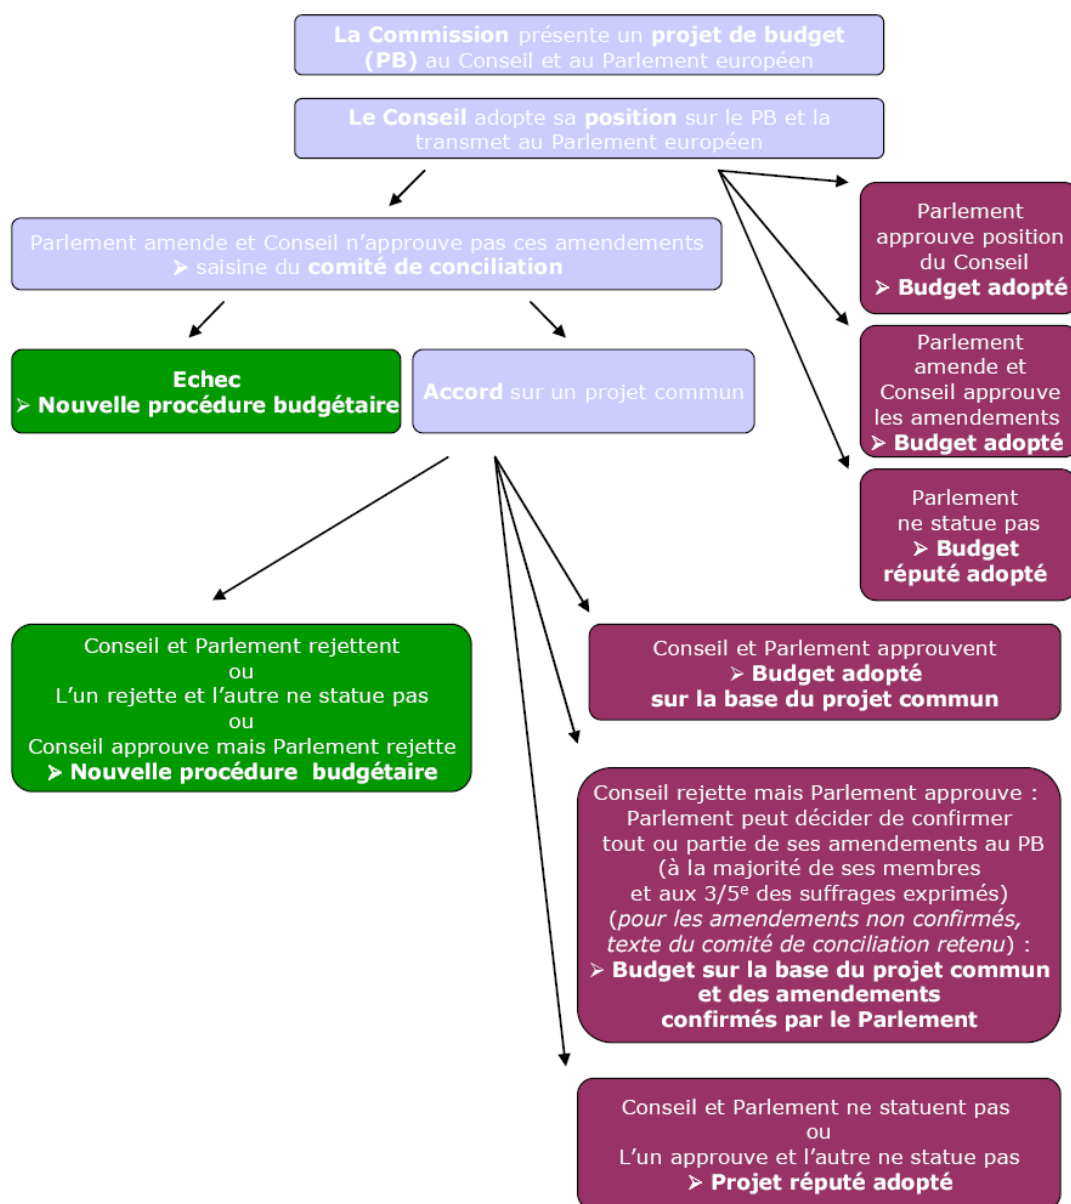 La Commission présente un projet de budget
(PB) au Conseil et au Parlement européen
Le Conseil adopte sa position sur le PB et la
transmet au Parlement européen
Parlement
approuve position
du Conseil
➢ Budget adopté
Parlement amende et Conseil n’approuve pas ces amendements
➢ saisine du comité de conciliation
Parlement
amende et
Conseil approuve
les amendements
➢ Budget adopté
Echec
➢ Nouvelle procédure budgétaire
Accord sur un projet commun
Parlement
ne statue pas
➢ Budget
réputé adopté
Conseil et Parlement rejettent
ou
L’un rejette et l’autre ne statue pas
ou
Conseil approuve mais Parlement rejette
➢ Nouvelle procédure budgétaire
Conseil et Parlement approuvent
➢ Budget adopté
sur la base du projet commun
Conseil rejette mais Parlement approuve :
Parlement peut décider de confirmer
tout ou partie de ses amendements au PB
(à la majorité de ses membres
et aux 3/5e des suffrages exprimés)
(pour les amendements non confirmés,
texte du comité de conciliation retenu) :
➢ Budget sur la base du projet commun
et des amendements
confirmés par le Parlement
Conseil et Parlement ne statuent pas
ou
L’un approuve et l’autre ne statue pas
➢ Projet réputé adopté